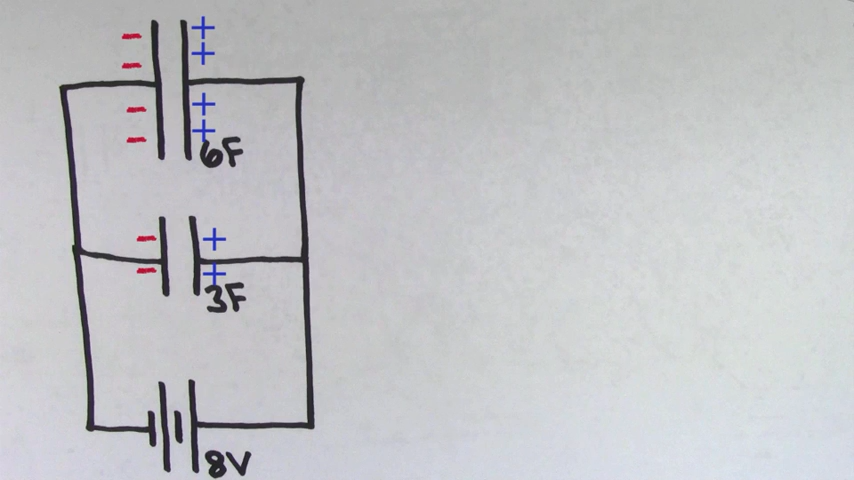 - +
- +
- +
- +
6F
- +
- +
3F
8V